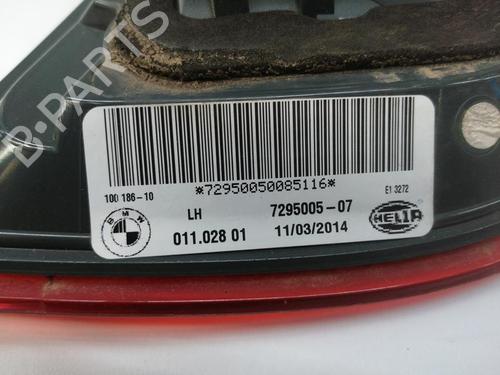 B-PARTS
*72950050085116*
100 186-10
E1 3272
LH
7295005-07
BMW
HELLA
011.028 01
11/03/2014